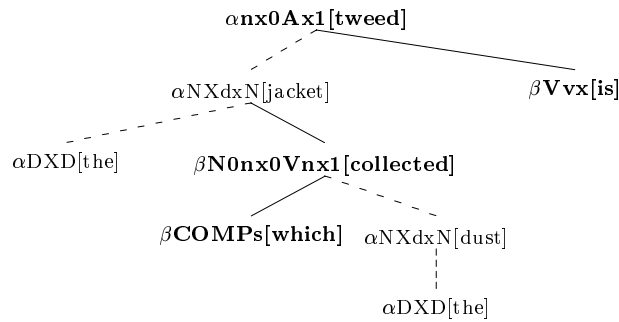 αnx0Ax1[tweed]
αNXdxN[jacket]
βVvx[is]
αDXD[the]
βN0nx0Vnx1[collected]
βCOMPs[which]
αNXdxN[dust]
αDXD[the]